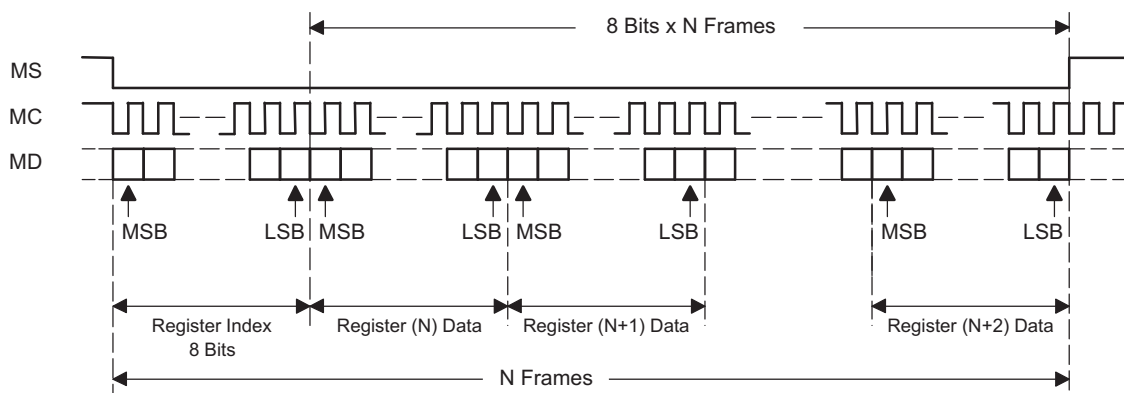 8 Bits x N Frames
MS
MC
MD
MSB
LSB
MSB
LSB
MSB
LSB
MSB
LSB
Register Index
8 Bits
Register (N) Data
Register (N+1) Data
Register (N+2) Data
N Frames